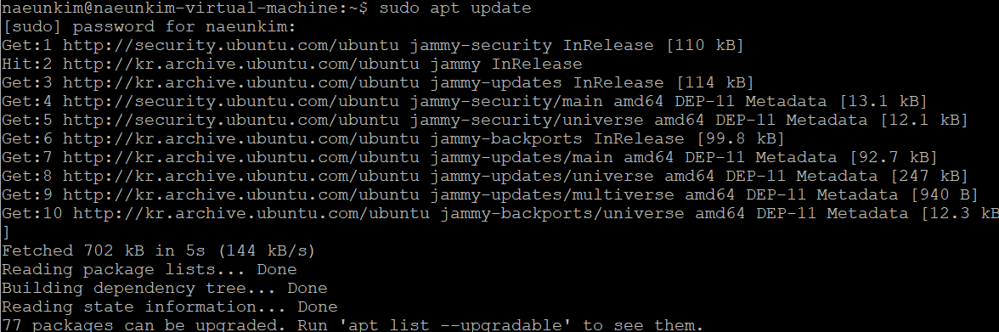 naeunkim@naeunkim-virtual-machine:~$ sudo apt update
[sudo] password for naeunkim:
Get:1 http://security.ubuntu.com/ubuntu jammy-security InRelease [110 kB]
Hit:2 http://kr.archive.ubuntu.com/ubuntu jammy InRelease
Get:3 http://kr.archive.ubuntu.com/ubuntu jammy-updates InRelease [114 kB]
Get:4 http://security.ubuntu.com/ubuntu jammy-security/main amd64 DEP-11 Metadata [13.1 kB]
Get:5 http://security.ubuntu.com/ubuntu jammy-security/universe amd64 DEP-11 Metadata [12.1 kB]
Get:6 http://kr.archive.ubuntu.com/ubuntu jammy-backports InRelease [99.8 kB]
Get:7 http://kr.archive.ubuntu.com/ubuntu jammy-updates/main amd64 DEP-11 Metadata [92.7 kB]
Get:8 http://kr.archive.ubuntu.com/ubuntu jammy-updates/universe amd64 DEP-11 Metadata [247 kB]
Get:9 http://kr.archive.ubuntu.com/ubuntu jammy-updates/multiverse amd64 DEP-11 Metadata [940 B]
Get:10 http://kr.archive.ubuntu.com/ubuntu jammy-backports/universe amd64 DEP-11 Metadata [12.3 kB
]
Fetched 702 kB in 5s (144 kB/s)
Reading package lists... Done
Building dependency tree... Done
Reading state information... Done
77 packages can be upgraded. Run 'apt list --upgradable' to see them.